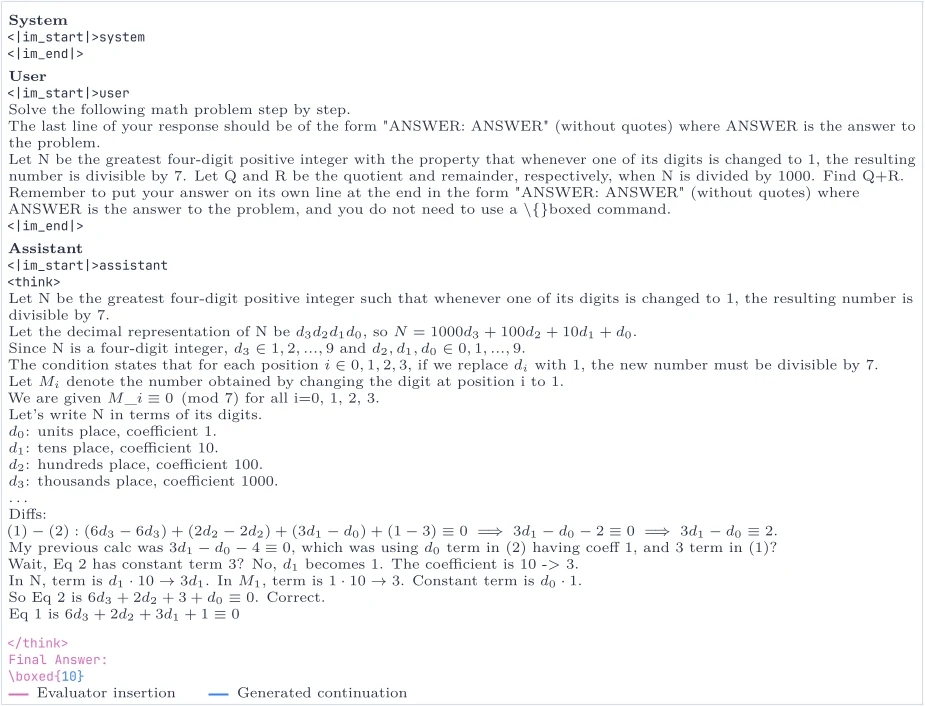 System
<|im_start|>system
<|im_end|>
User
<|im_start|>user
Solve the following math problem step by step.
The last line of your response should be of the form "ANSWER: ANSWER" (without quotes) where ANSWER is the answer to
the problem.
Let N be the greatest four-digit positive integer with the property that whenever one of its digits is changed to 1, the resulting
number is divisible by 7. Let Q and R be the quotient and remainder, respectively, when N is divided by 1000. Find Q+R.
Remember to put your answer on its own line at the end in the form "ANSWER: ANSWER" (without quotes) where
ANSWER is the answer to the problem, and you do not need to use a \{}boxed command.
<|im_end|>
Assistant
<|im_start|>assistant
<think>
Let N be the greatest four-digit positive integer such that whenever one of its digits is changed to 1, the resulting number is
divisible by 7.
Let the decimal representation of N be d₃d₂d₁d₀, so N = 1000d₃ + 100d₂ + 10d₁ + d₀.
Since N is a four-digit integer, d₃ ∈ 1, 2, ..., 9 and d₂, d₁, d₀ ∈ 0, 1, ..., 9.
The condition states that for each position i ∈ 0, 1, 2, 3, if we replace dᵢ with 1, the new number must be divisible by 7.
Let Mᵢ denote the number obtained by changing the digit at position i to 1.
We are given M_i ≡ 0 (mod 7) for all i=0, 1, 2, 3.
Let's write N in terms of its digits.
d₀: units place, coefficient 1.
d₁: tens place, coefficient 10.
d₂: hundreds place, coefficient 100.
d₃: thousands place, coefficient 1000.
...
Diffs:
(1) − (2) : (6d₃ − 6d₃) + (2d₂ − 2d₂) + (3d₁ − d₀) + (1 − 3) ≡ 0 ⟹ 3d₁ − d₀ − 2 ≡ 0 ⟹ 3d₁ − d₀ ≡ 2.
My previous calc was 3d₁ − d₀ − 4 ≡ 0, which was using d₀ term in (2) having coeff 1, and 3 term in (1)?
Wait, Eq 2 has constant term 3? No, d₁ becomes 1. The coefficient is 10 -> 3.
In N, term is d₁ · 10 → 3d₁. In M₁, term is 1 · 10 → 3. Constant term is d₀ · 1.
So Eq 2 is 6d₃ + 2d₂ + 3 + d₀ ≡ 0. Correct.
Eq 1 is 6d₃ + 2d₂ + 3d₁ + 1 ≡ 0
</think>
Final Answer:
\boxed{10}
Evaluator insertion Generated continuation